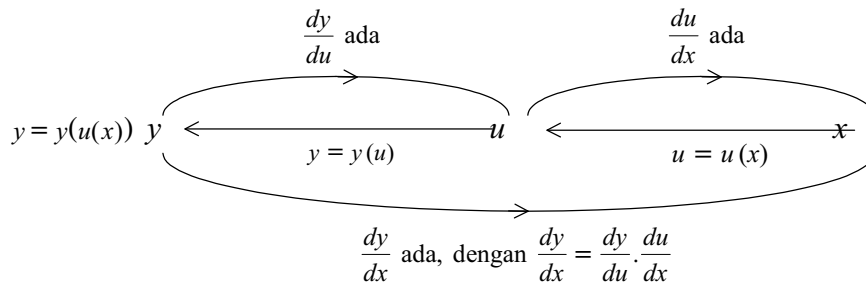 dy/du ada
du/dx ada
y = y(u(x)) y u x
y = y(u)
u = u(x)
dy/dx ada, dengan dy/dx = dy/du . du/dx